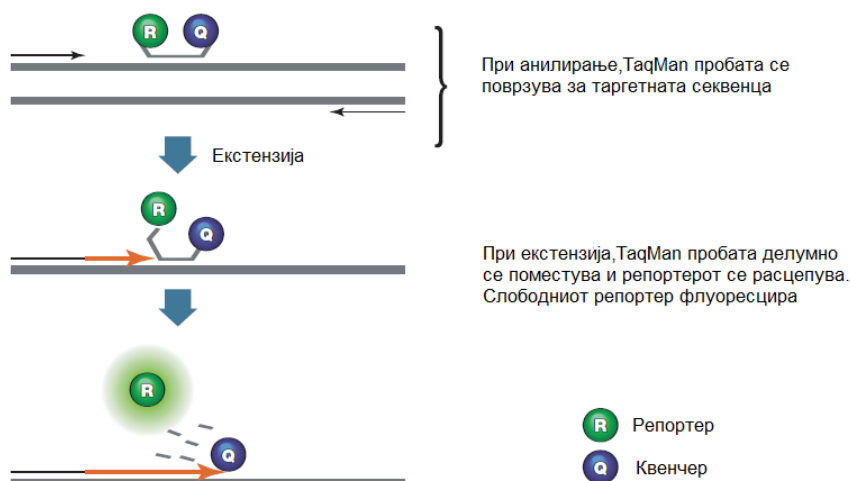 R
Q
При анилирање,TaqMan пробата се
поврзува за таргетната секвенца
Екстензија
R
Q
При екстензија,TaqMan пробата делумно
се поместува и репортерот се расцепува.
Слободниот репортер флуоресцира
R
Q
R Репортер
Q Квенчер